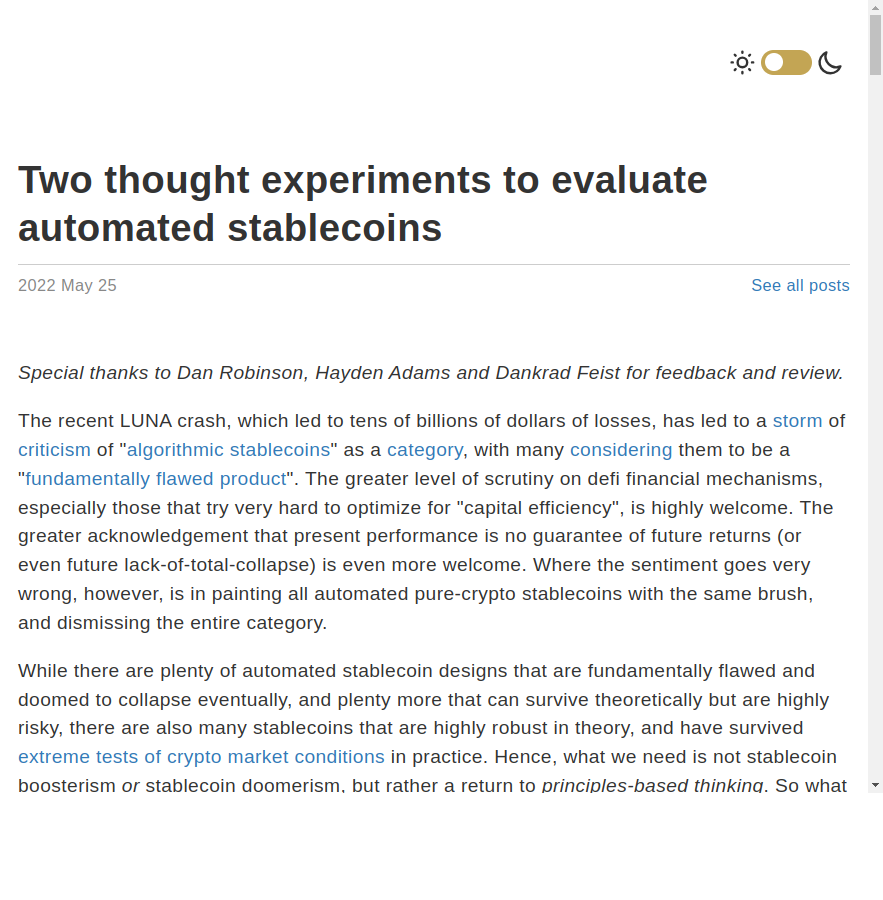 Two thought experiments to evaluate
automated stablecoins
2022 May 25
See all posts
Special thanks to Dan Robinson, Hayden Adams and Dankrad Feist for feedback and review.
The recent LUNA crash, which led to tens of billions of dollars of losses, has led to a storm of
criticism of "algorithmic stablecoins" as a category, with many considering them to be a
"fundamentally flawed product". The greater level of scrutiny on defi financial mechanisms,
especially those that try very hard to optimize for "capital efficiency", is highly welcome. The
greater acknowledgement that present performance is no guarantee of future returns (or
even future lack-of-total-collapse) is even more welcome. Where the sentiment goes very
wrong, however, is in painting all automated pure-crypto stablecoins with the same brush,
and dismissing the entire category.
While there are plenty of automated stablecoin designs that are fundamentally flawed and
doomed to collapse eventually, and plenty more that can survive theoretically but are highly
risky, there are also many stablecoins that are highly robust in theory, and have survived
extreme tests of crypto market conditions in practice. Hence, what we need is not stablecoin
boosterism or stablecoin doomerism, but rather a return to principles-based thinking. So what